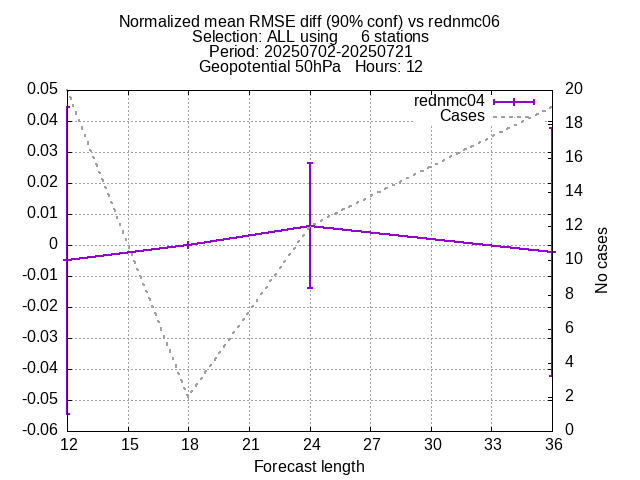 Normalized mean RMSE diff (90% conf) vs rednmc06
Selection: ALL using     6 stations
Period: 20250702-20250721
Geopotential 50hPa   Hours: 12
rednmc04
Cases
0.05
0.04
0.03
0.02
0.01
0
-0.01
-0.02
-0.03
-0.04
-0.05
-0.06
20
18
16
14
12
10
8
6
4
2
0
No cases
12 15 18 21 24 27 30 33 36
Forecast length